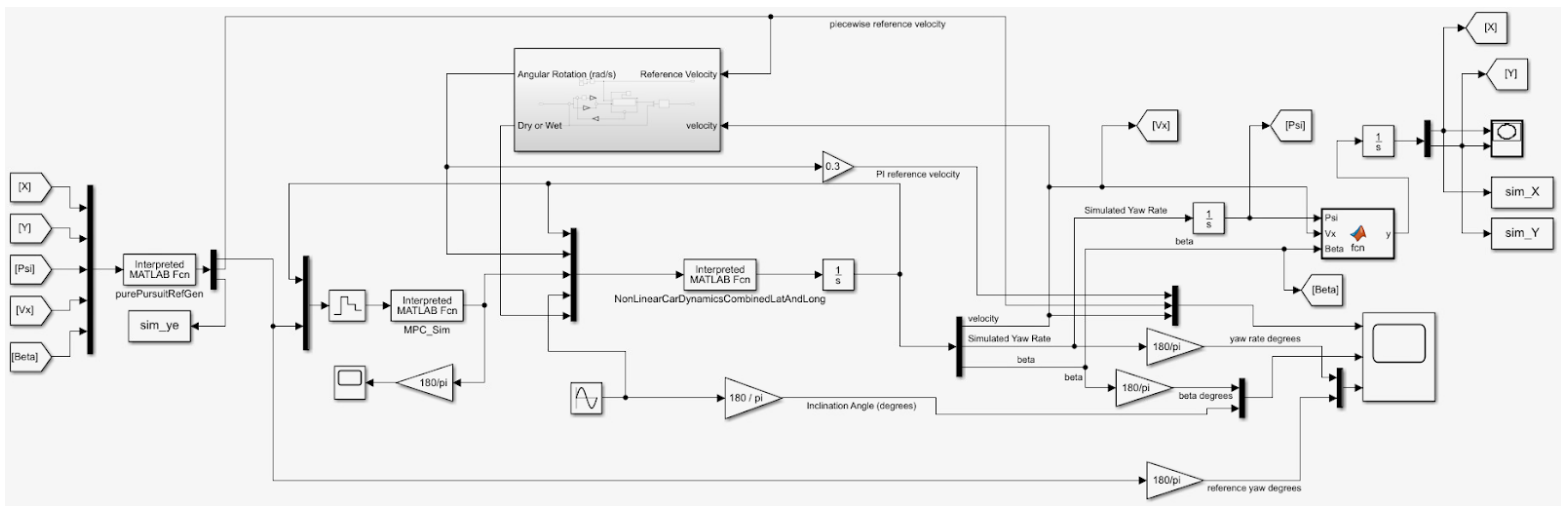 piecewise reference velocity
[X]
[Y]
Angular Rotation (rad/s)
Reference Velocity
Dry or Wet
velocity
[Vx]
[Psi]
1
s
0.3
PI reference velocity
[X]
[Y]
[Psi]
[Vx]
[Beta]
Interpreted
MATLAB Fcn
purePursuitRefGen
sim_ye
Interpreted
MATLAB Fcn
MPC_Sim
180/pi
Interpreted
MATLAB Fcn
NonLinearCarDynamicsCombinedLatAndLong
1
s
180 / pi
Inclination Angle (degrees)
Simulated Yaw Rate
1
s
beta
Psi
Vx
Beta
fcn
y
[Beta]
sim_X
sim_Y
velocity
Simulated Yaw Rate
beta
beta
180/pi
yaw rate degrees
180/pi
beta degrees
180/pi
reference yaw degrees